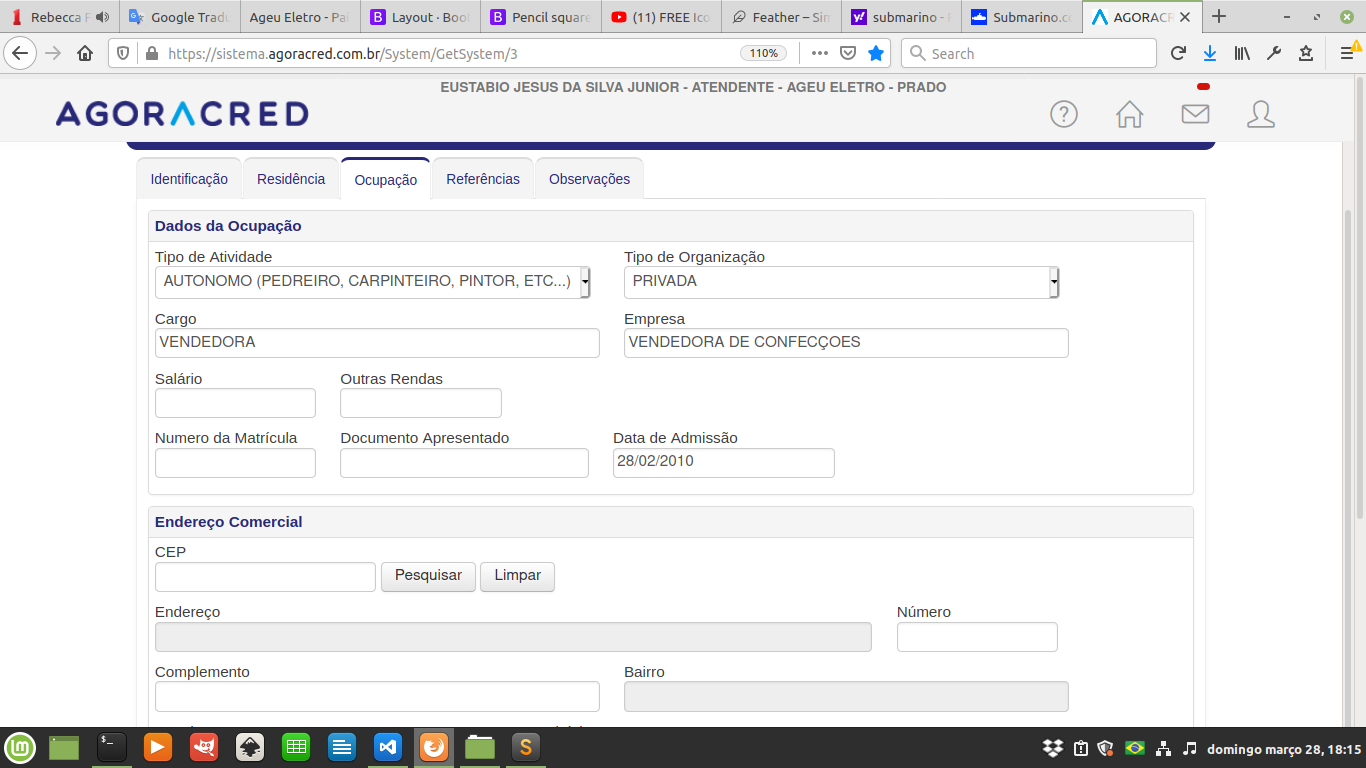 Rebecca F
Google Tradu
Ageu Eletro - Pai
Layout · Boo
Pencil square
(11) FREE Ico
Feather – Sim
submarino -
Submarino.co
AGORACR
https://sistema.agoracred.com.br/System/GetSystem/3
110%
Search
EUSTABIO JESUS DA SILVA JUNIOR - ATENDENTE - AGEU ELETRO - PRADO
AGORACRED
Identificação
Residência
Ocupação
Referências
Observações
Dados da Ocupação
Tipo de Atividade
Tipo de Organização
AUTONOMO (PEDREIRO, CARPINTEIRO, PINTOR, ETC...)
PRIVADA
Cargo
Empresa
VENDEDORA
VENDEDORA DE CONFECÇOES
Salário
Outras Rendas
Numero da Matrícula
Documento Apresentado
Data de Admissão
28/02/2010
Endereço Comercial
CEP
Pesquisar
Limpar
Endereço
Número
Complemento
Bairro
domingo março 28, 18:15